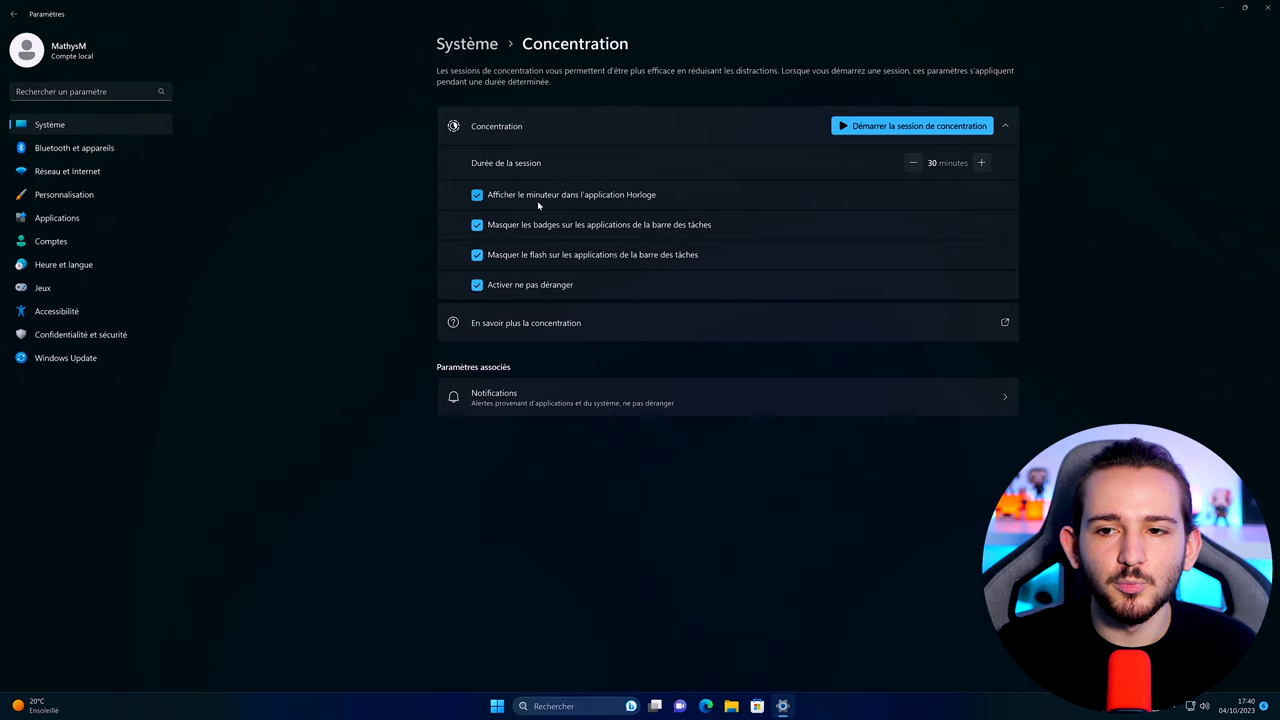 Paramètres
MathysM
Compte local
Rechercher un paramètre
Système
Bluetooth et appareils
Réseau et Internet
Personnalisation
Applications
Comptes
Heure et langue
Jeux
Accessibilité
Confidentialité et sécurité
Windows Update
Système > Concentration
Les sessions de concentration vous permettent d'être plus efficace en réduisant les distractions. Lorsque vous démarrez une session, ces paramètres s'appliquent
pendant une durée déterminée.
Concentration
Démarrer la session de concentration
Durée de la session
30 minutes
Afficher le minuteur dans l'application Horloge
Masquer les badges sur les applications de la barre des tâches
Masquer le flash sur les applications de la barre des tâches
Activer ne pas déranger
En savoir plus la concentration
Paramètres associés
Notifications
Alertes provenant d'applications et du système, ne pas déranger
20°C
Ensoleillé
Rechercher
17:40
04/10/2023